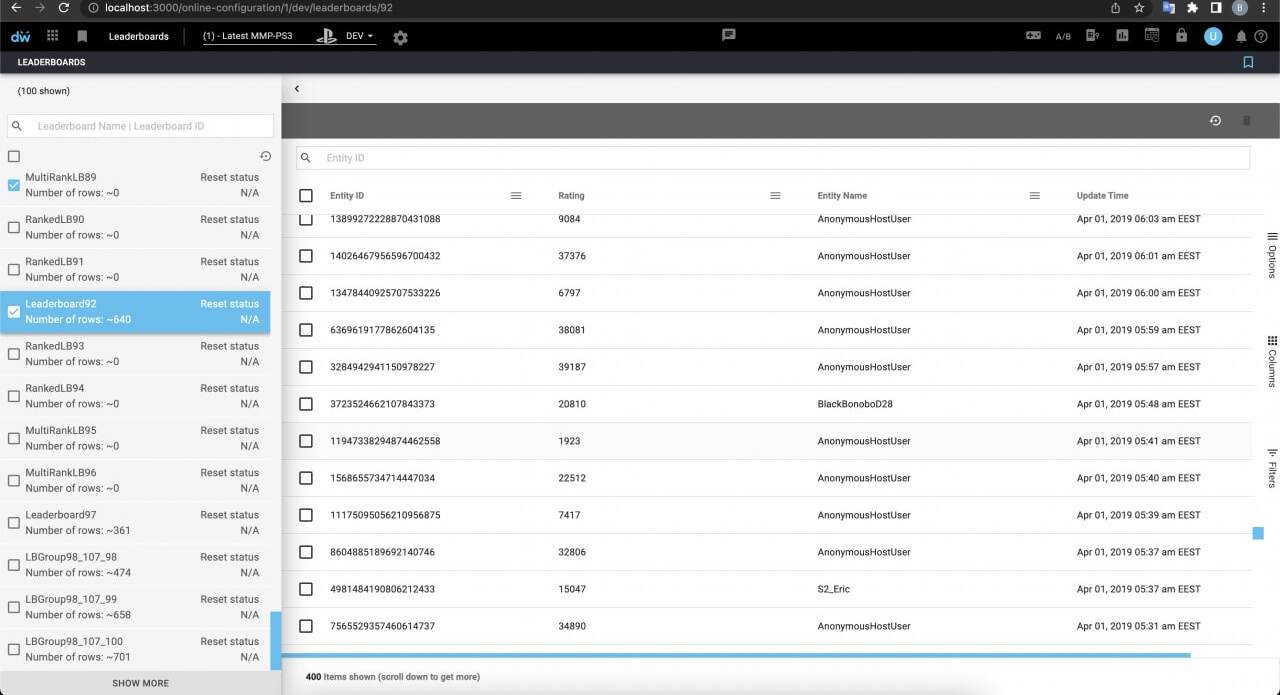 localhost:3000/online-configuration/1/dev/leaderboards/92
B
dw
Leaderboards
(1) - Latest MMP-PS3
DEV
A/B
U
LEADERBOARDS
(100 shown)
Leaderboard Name | Leaderboard ID
MultiRankLB89 Reset status
Number of rows: ~0 N/A
RankedLB90 Reset status
Number of rows: ~0 N/A
RankedLB91 Reset status
Number of rows: ~0 N/A
Leaderboard92 Reset status
Number of rows: ~640 N/A
RankedLB93 Reset status
Number of rows: ~0 N/A
RankedLB94 Reset status
Number of rows: ~0 N/A
MultiRankLB95 Reset status
Number of rows: ~0 N/A
MultiRankLB96 Reset status
Number of rows: ~0 N/A
Leaderboard97 Reset status
Number of rows: ~361 N/A
LBGroup98_107_98 Reset status
Number of rows: ~474 N/A
LBGroup98_107_99 Reset status
Number of rows: ~658 N/A
LBGroup98_107_100 Reset status
Number of rows: ~701 N/A
SHOW MORE
Entity ID
Entity ID Rating Entity Name Update Time
13899272228870431088 9084 AnonymousHostUser Apr 01, 2019 06:03 am EEST
14026467956596700432 37376 AnonymousHostUser Apr 01, 2019 06:01 am EEST
13478440925707533226 6797 AnonymousHostUser Apr 01, 2019 06:00 am EEST
6369619177862604135 38081 AnonymousHostUser Apr 01, 2019 05:59 am EEST
3284942941150978227 39187 AnonymousHostUser Apr 01, 2019 05:57 am EEST
3723524662107843373 20810 BlackBonoboD28 Apr 01, 2019 05:48 am EEST
11947338294874462558 1923 AnonymousHostUser Apr 01, 2019 05:41 am EEST
1568655734714447034 22512 AnonymousHostUser Apr 01, 2019 05:40 am EEST
11175095056210956875 7417 AnonymousHostUser Apr 01, 2019 05:39 am EEST
8604885189692140746 32806 AnonymousHostUser Apr 01, 2019 05:37 am EEST
4981484190806212433 15047 S2_Eric Apr 01, 2019 05:37 am EEST
7565529357460614737 34890 AnonymousHostUser Apr 01, 2019 05:31 am EEST
400 Items shown (scroll down to get more)
Options
Columns
Filters